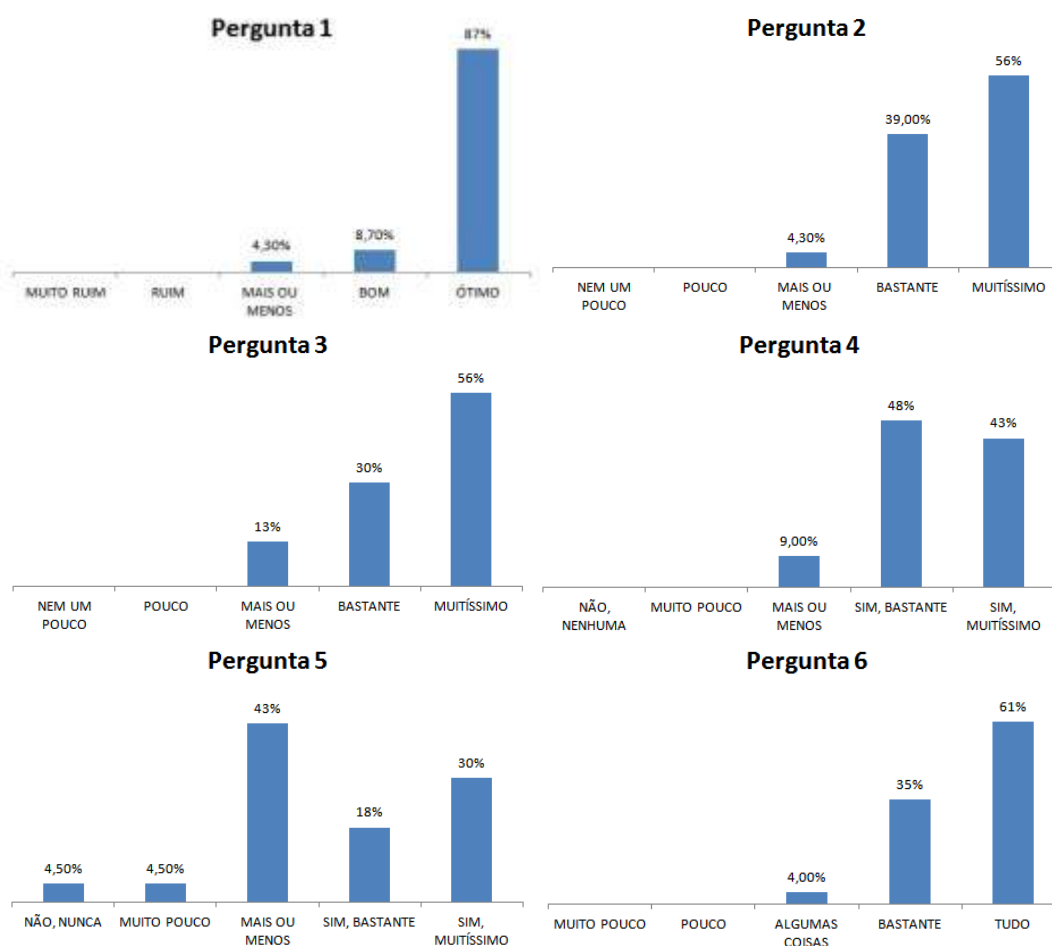 Pergunta 1
87%
8,70%
4,30%
MUITO RUIM
RUIM
MAIS OU
MENOS
BOM
ÓTIMO
Pergunta 2
56%
39,00%
4,30%
NEM UM
POUCO
POUCO
MAIS OU
MENOS
BASTANTE
MUITÍSSIMO
Pergunta 3
56%
30%
13%
NEM UM
POUCO
POUCO
MAIS OU
MENOS
BASTANTE
MUITÍSSIMO
Pergunta 4
48%
43%
9,00%
NÃO,
NENHUMA
MUITO POUCO
MAIS OU
MENOS
SIM, BASTANTE
SIM,
MUITÍSSIMO
Pergunta 5
43%
30%
18%
4,50%
4,50%
NÃO, NUNCA
MUITO POUCO
MAIS OU
MENOS
SIM, BASTANTE
SIM,
MUITÍSSIMO
Pergunta 6
61%
35%
4,00%
MUITO POUCO
POUCO
ALGUMAS
COISAS
BASTANTE
TUDO